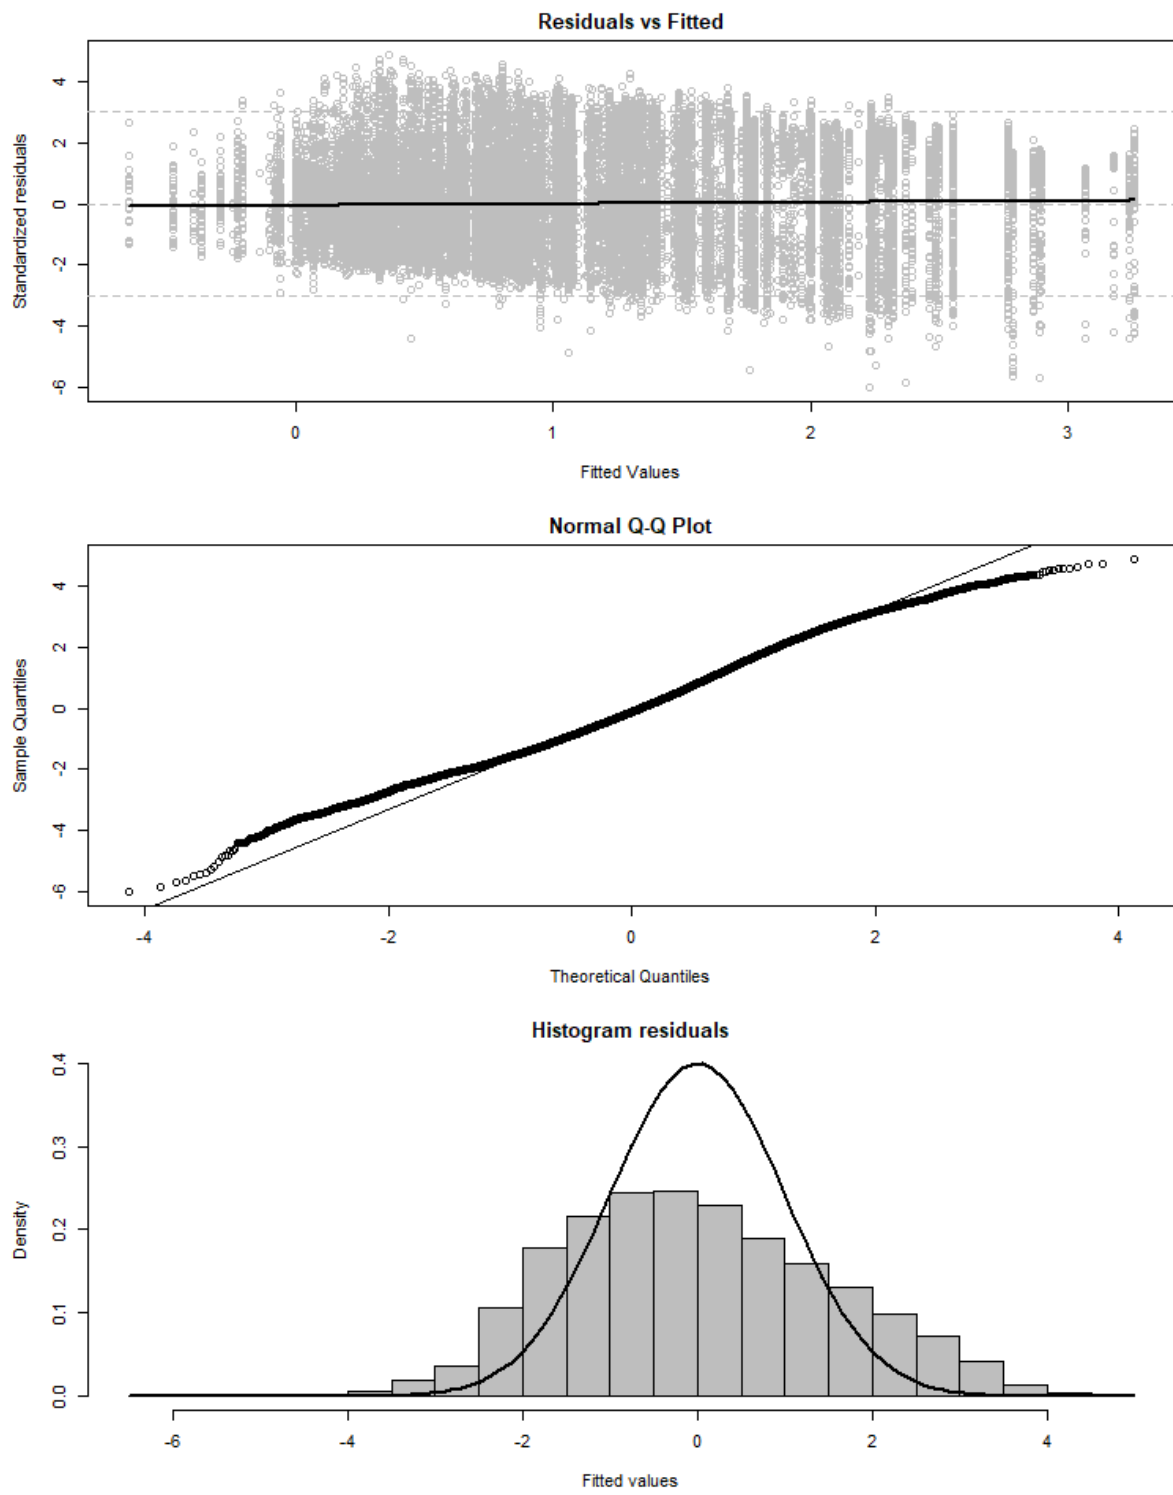 Residuals vs Fitted
Standardized residuals
4
2
0
-2
-4
-6
0 1 2 3
Fitted Values
Normal Q-Q Plot
Sample Quantiles
4
2
0
-2
-4
-6
-4 -2 0 2 4
Theoretical Quantiles
Histogram residuals
Density
0.4
0.3
0.2
0.1
0.0
-6 -4 -2 0 2 4
Fitted values